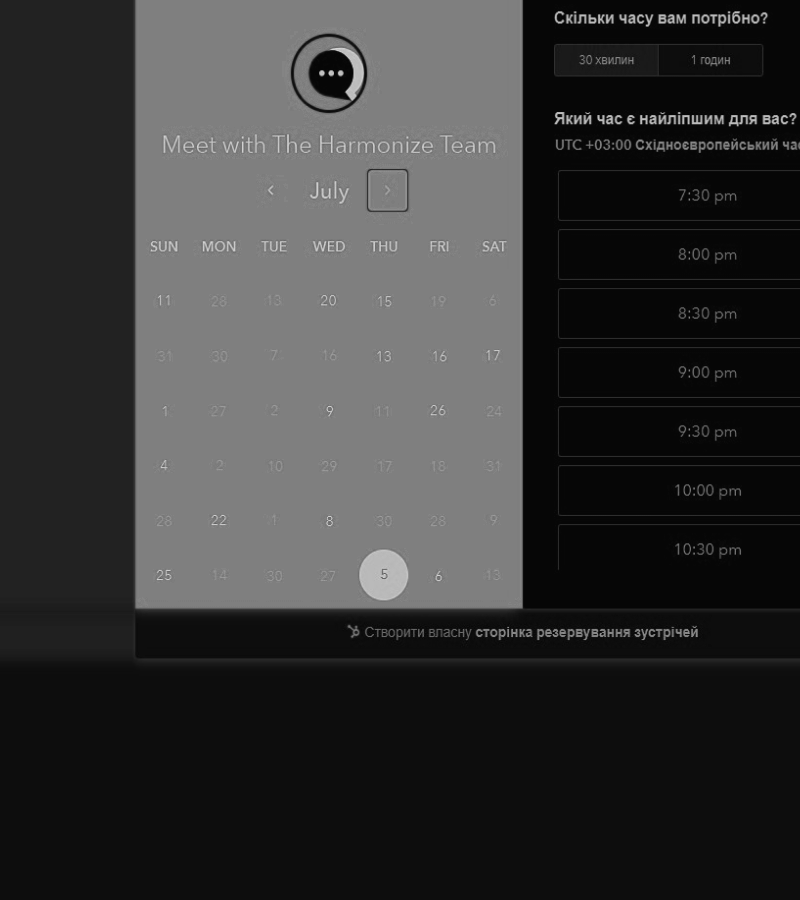 Meet with The Harmonize Team
July
SUN MON TUE WED THU FRI SAT
11 28 13 20 15 19 6
31 30 7 16 13 16 17
1 27 2 9 11 26 24
4 2 10 29 17 18 31
28 22 1 8 30 28 9
25 14 30 27 5 6 13
Скільки часу вам потрібно?
30 хвилин 1 годин
Який час є найліпшим для вас?
UTC +03:00 Східноєвропейський
7:30 pm
8:00 pm
8:30 pm
9:00 pm
9:30 pm
10:00 pm
10:30 pm
Створити власну сторінка резервування зустрічей